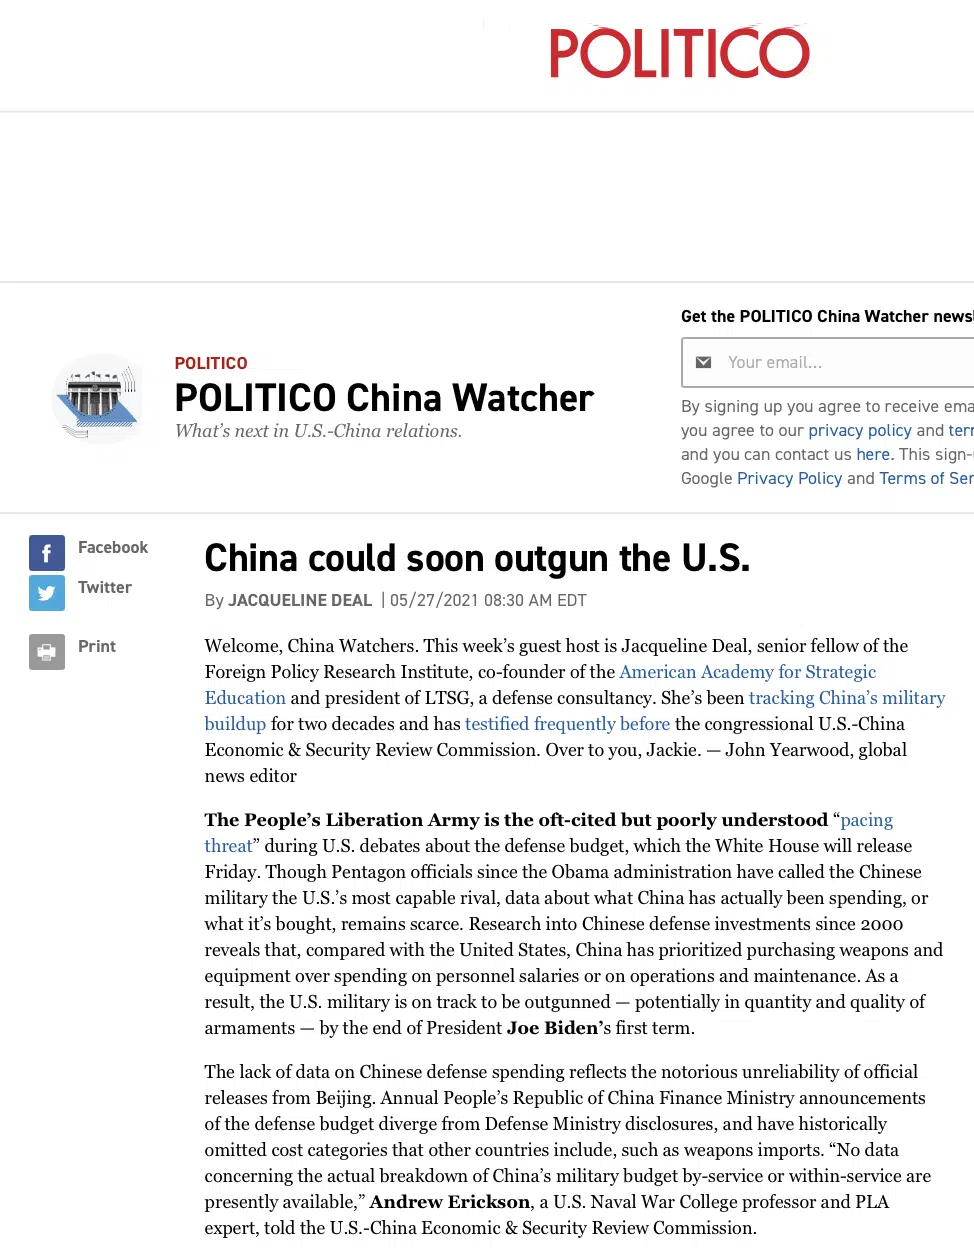 POLITICO
Get the POLITICO China Watcher
Your email...
By signing up you agree to receive
you agree to our privacy policy and
and you can contact us here. This
Google Privacy Policy and Terms of
POLITICO
POLITICO China Watcher
What's next in U.S.-China relations.
Facebook
Twitter
Print
China could soon outgun the U.S.
By JACQUELINE DEAL | 05/27/2021 08:30 AM EDT
Welcome, China Watchers. This week's guest host is Jacqueline Deal, senior fellow of the
Foreign Policy Research Institute, co-founder of the American Academy for Strategic
Education and president of LTSG, a defense consultancy. She's been tracking China's military
buildup for two decades and has testified frequently before the congressional U.S.-China
Economic & Security Review Commission. Over to you, Jackie. — John Yearwood, global
news editor
The People's Liberation Army is the oft-cited but poorly understood “pacing
threat” during U.S. debates about the defense budget, which the White House will release
Friday. Though Pentagon officials since the Obama administration have called the Chinese
military the U.S.'s most capable rival, data about what China has actually been spending, or
what it's bought, remains scarce. Research into Chinese defense investments since 2000
reveals that, compared with the United States, China has prioritized purchasing weapons and
equipment over spending on personnel salaries or on operations and maintenance. As a
result, the U.S. military is on track to be outgunned — potentially in quantity and quality of
armaments — by the end of President Joe Biden's first term.
The lack of data on Chinese defense spending reflects the notorious unreliability of official
releases from Beijing. Annual People's Republic of China Finance Ministry announcements
of the defense budget diverge from Defense Ministry disclosures, and have historically
omitted cost categories that other countries include, such as weapons imports. “No data
concerning the actual breakdown of China's military budget by-service or within-service are
presently available,” Andrew Erickson, a U.S. Naval War College professor and PLA
expert, told the U.S.-China Economic & Security Review Commission.